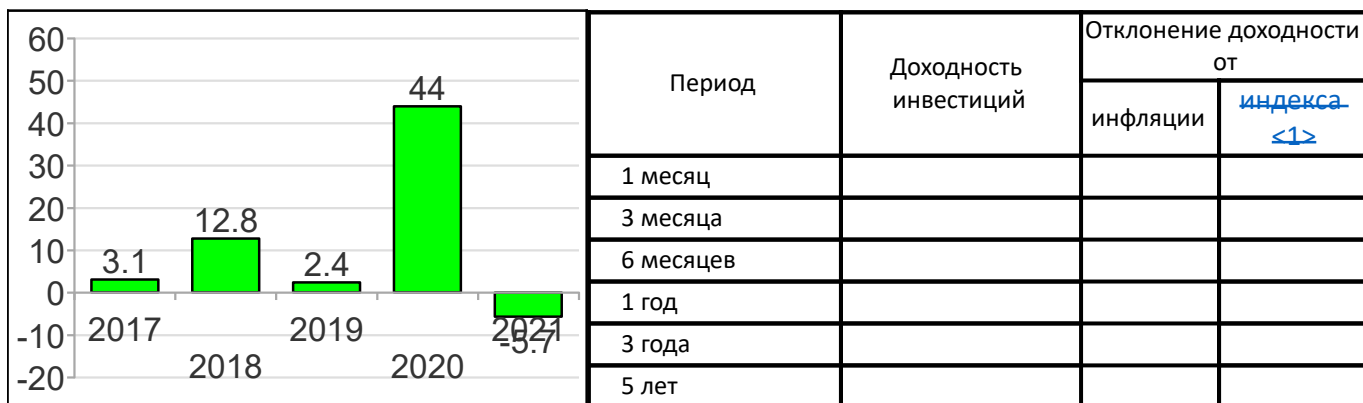 60
50
40
30
20
10
0
-10
-20
3.1
12.8
2.4
44
-5.7
2017
2018
2019
2020
2021
Период
Доходность
инвестиций
Отклонение доходности
от
инфляции
индекса
<1>
1 месяц
3 месяца
6 месяцев
1 год
3 года
5 лет